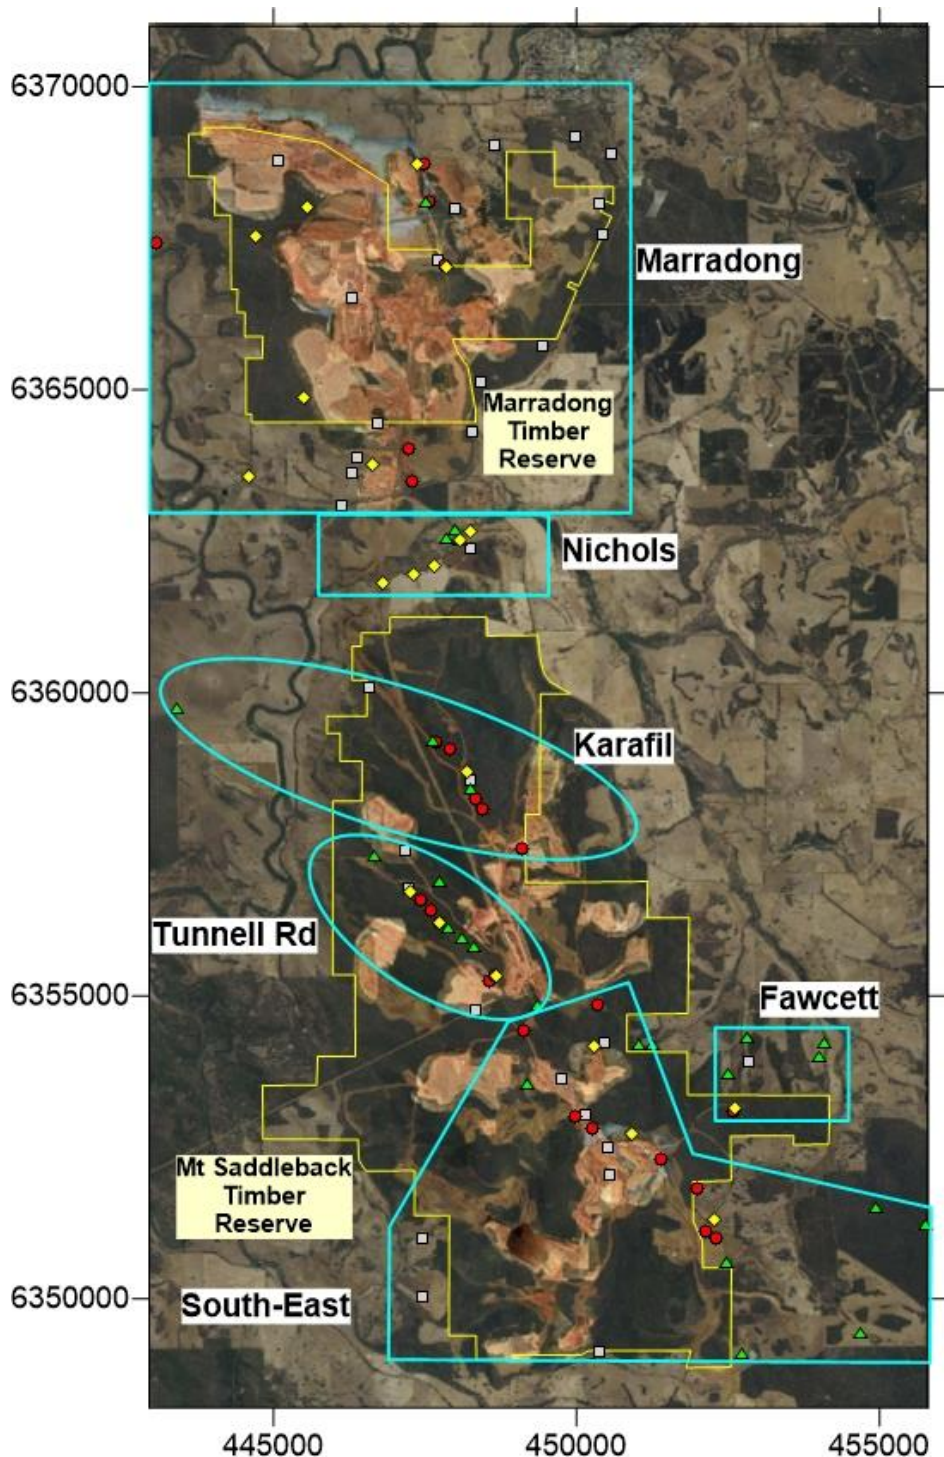 6370000
Marradong
6365000
Marradong
Timber
Reserve
Nichols
6360000
Karafil
Tunnell Rd
6355000
Fawcett
Mt Saddleback
Timber
Reserve
6350000
South-East
445000
450000
455000